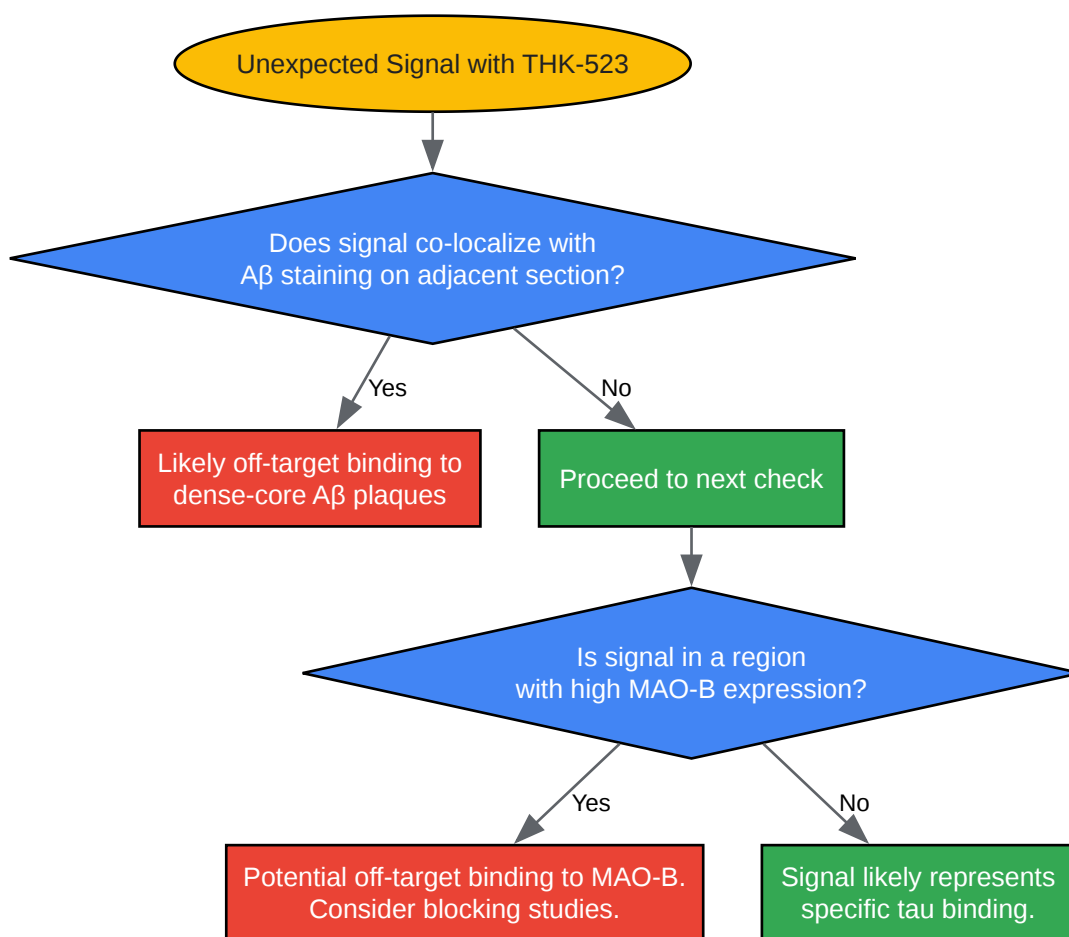 Unexpected Signal with THK-523
Does signal co-localize with
Aβ staining on adjacent section?
Yes
No
Likely off-target binding to
dense-core Aβ plaques
Proceed to next check
Is signal in a region
with high MAO-B expression?
Yes
No
Potential off-target binding to MAO-B.
Consider blocking studies.
Signal likely represents
specific tau binding.